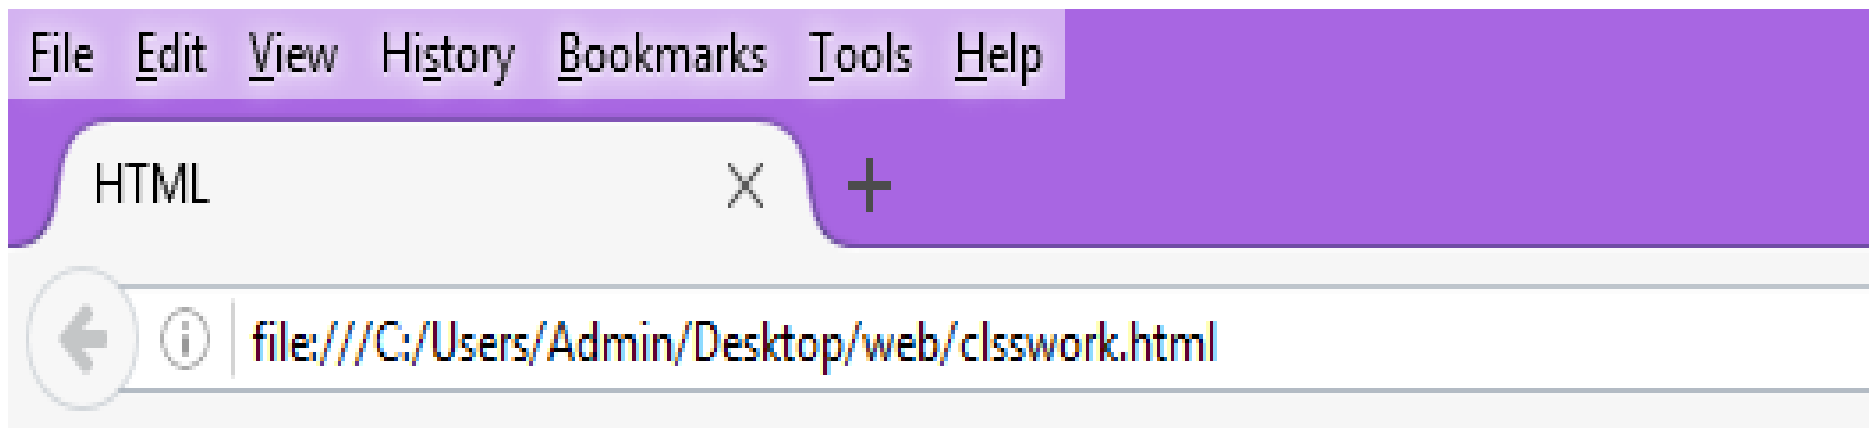 File Edit View History Bookmarks Tools Help
HTML
file:///C:/Users/Admin/Desktop/web/clsswork.html